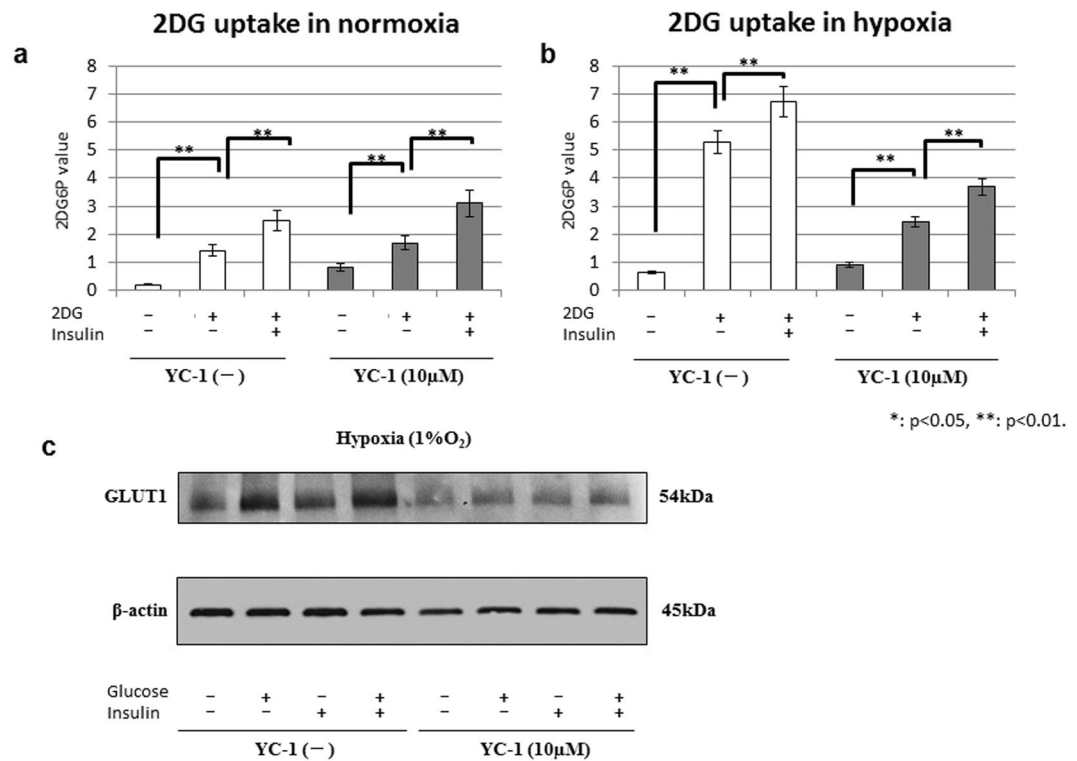 2DG uptake in normoxia
2DG uptake in hypoxia
a
b
8
7
6
5
4
3
2
1
0
2DG6P value
** ** ** **
2DG − + + − + +
Insulin − − + − − +
YC-1 (−) YC-1 (10μM)
8
7
6
5
4
3
2
1
0
2DG6P value
** ** ** **
2DG − + + − + +
Insulin − − + − − +
YC-1 (−) YC-1 (10μM)
*: p<0.05, **: p<0.01.
c
Hypoxia (1%O₂)
GLUT1 54kDa
β-actin 45kDa
Glucose − + − + − + − +
Insulin − − + + − − + +
YC-1 (−) YC-1 (10μM)